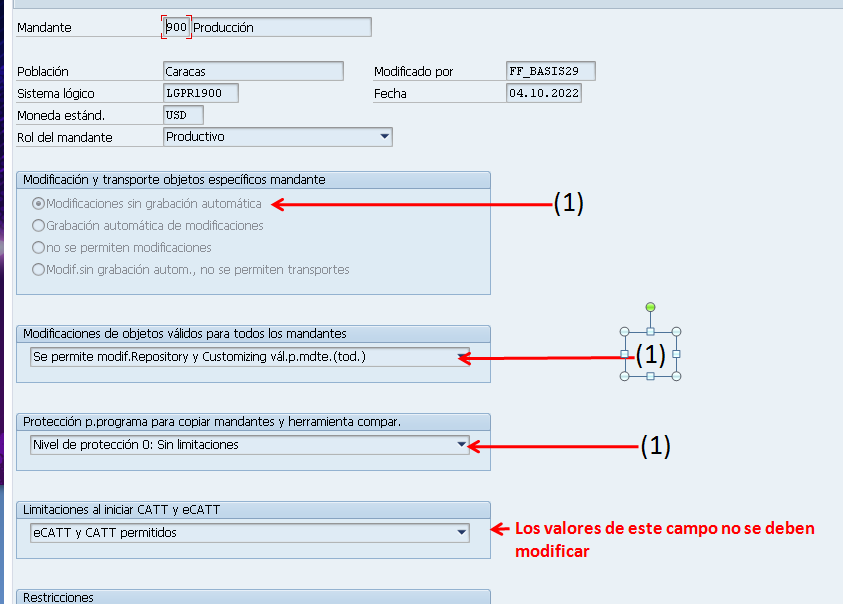 Mandante 900 Producción
Población Caracas Modificado por FF_BASIS29
Sistema lógico LGPR1900 Fecha 04.10.2022
Moneda estánd. USD
Rol del mandante Productivo
Modificación y transporte objetos específicos mandante
Modificaciones sin grabación automática (1)
Grabación automática de modificaciones
no se permiten modificaciones
Modif.sin grabación autom., no se permiten transportes
Modificaciones de objetos válidos para todos los mandantes
Se permite modif.Repository y Customizing vál.p.mdte.(tod.) (1)
Protección p.programa para copiar mandantes y herramienta compar.
Nivel de protección 0: Sin limitaciones (1)
Limitaciones al iniciar CATT y eCATT
eCATT y CATT permitidos
Los valores de este campo no se deben
modificar
Restricciones